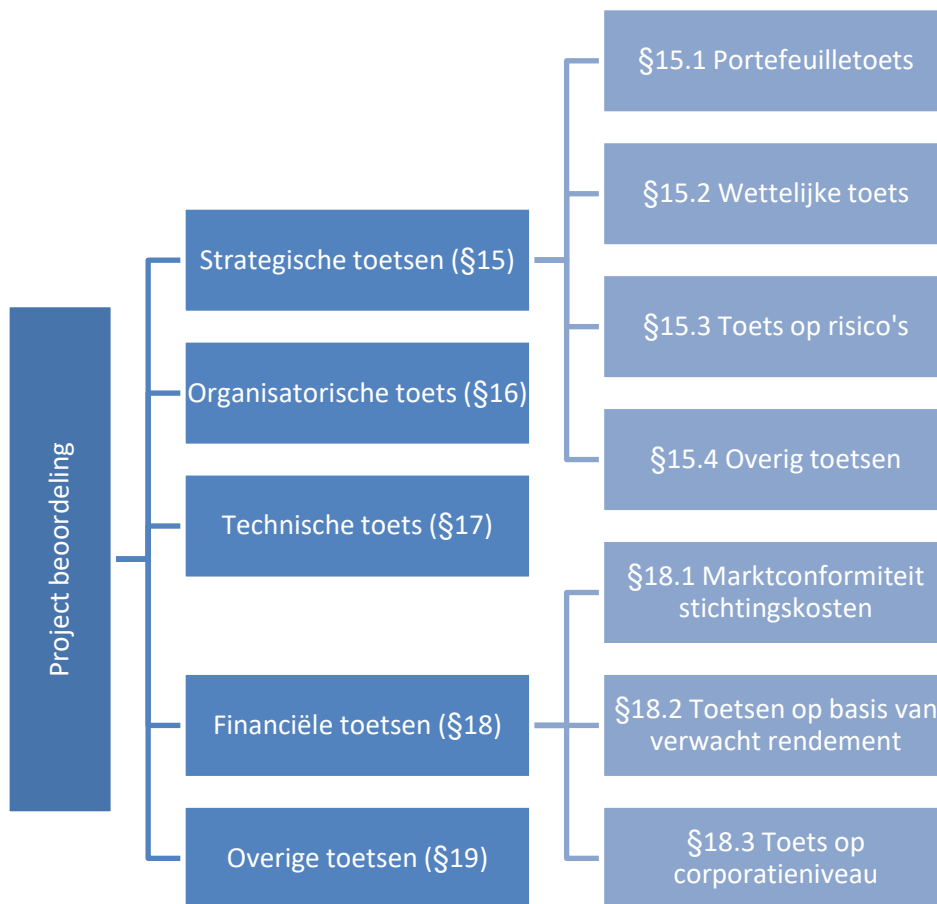 Project beoordeling
Strategische toetsen (§15)
§15.1 Portefeuilletoets
§15.2 Wettelijke toets
§15.3 Toets op risico's
§15.4 Overig toetsen
Organisatorische toets (§16)
Technische toets (§17)
Financiële toetsen (§18)
§18.1 Marktconformiteit
stichtingskosten
§18.2 Toetsen op basis van
verwacht rendement
§18.3 Toets op
corporatieniveau
Overige toetsen (§19)